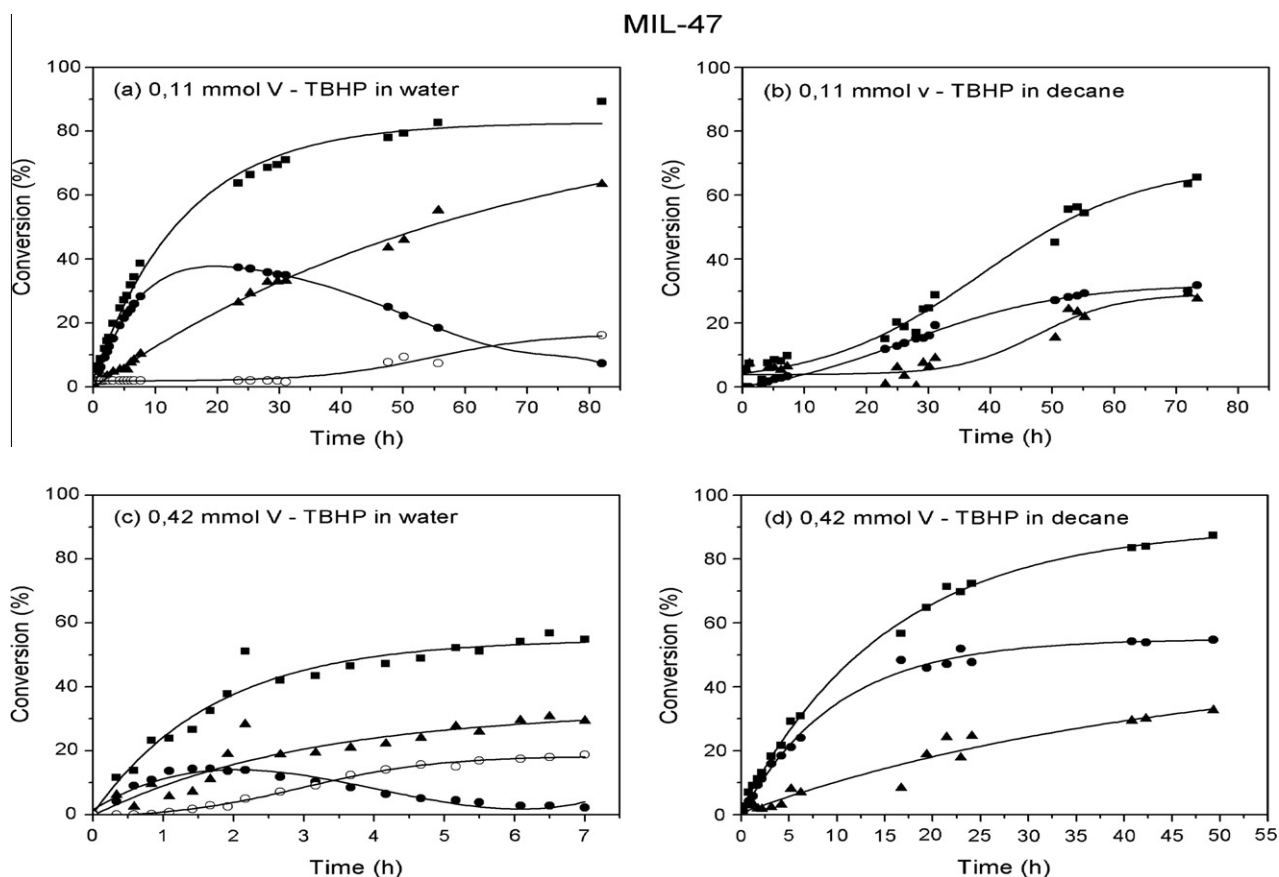 MIL-47
(a) 0,11 mmol V - TBHP in water
Conversion (%)
100
80
60
40
20
0
0 10 20 30 40 50 60 70 80
Time (h)
(b) 0,11 mmol v - TBHP in decane
Conversion (%)
100
80
60
40
20
0
0 10 20 30 40 50 60 70 80
Time (h)
(c) 0,42 mmol V - TBHP in water
Conversion (%)
100
80
60
40
20
0
0 1 2 3 4 5 6 7
Time (h)
(d) 0,42 mmol V - TBHP in decane
Conversion (%)
100
80
60
40
20
0
0 5 10 15 20 25 30 35 40 45 50 55
Time (h)